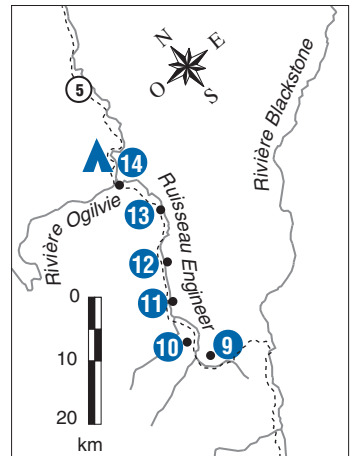 N
E
O
S
5
Rivière Blackstone
14
Rivière Ogilvie
13
Ruisseau Engineer
12
11
10
9
0
10
20
km